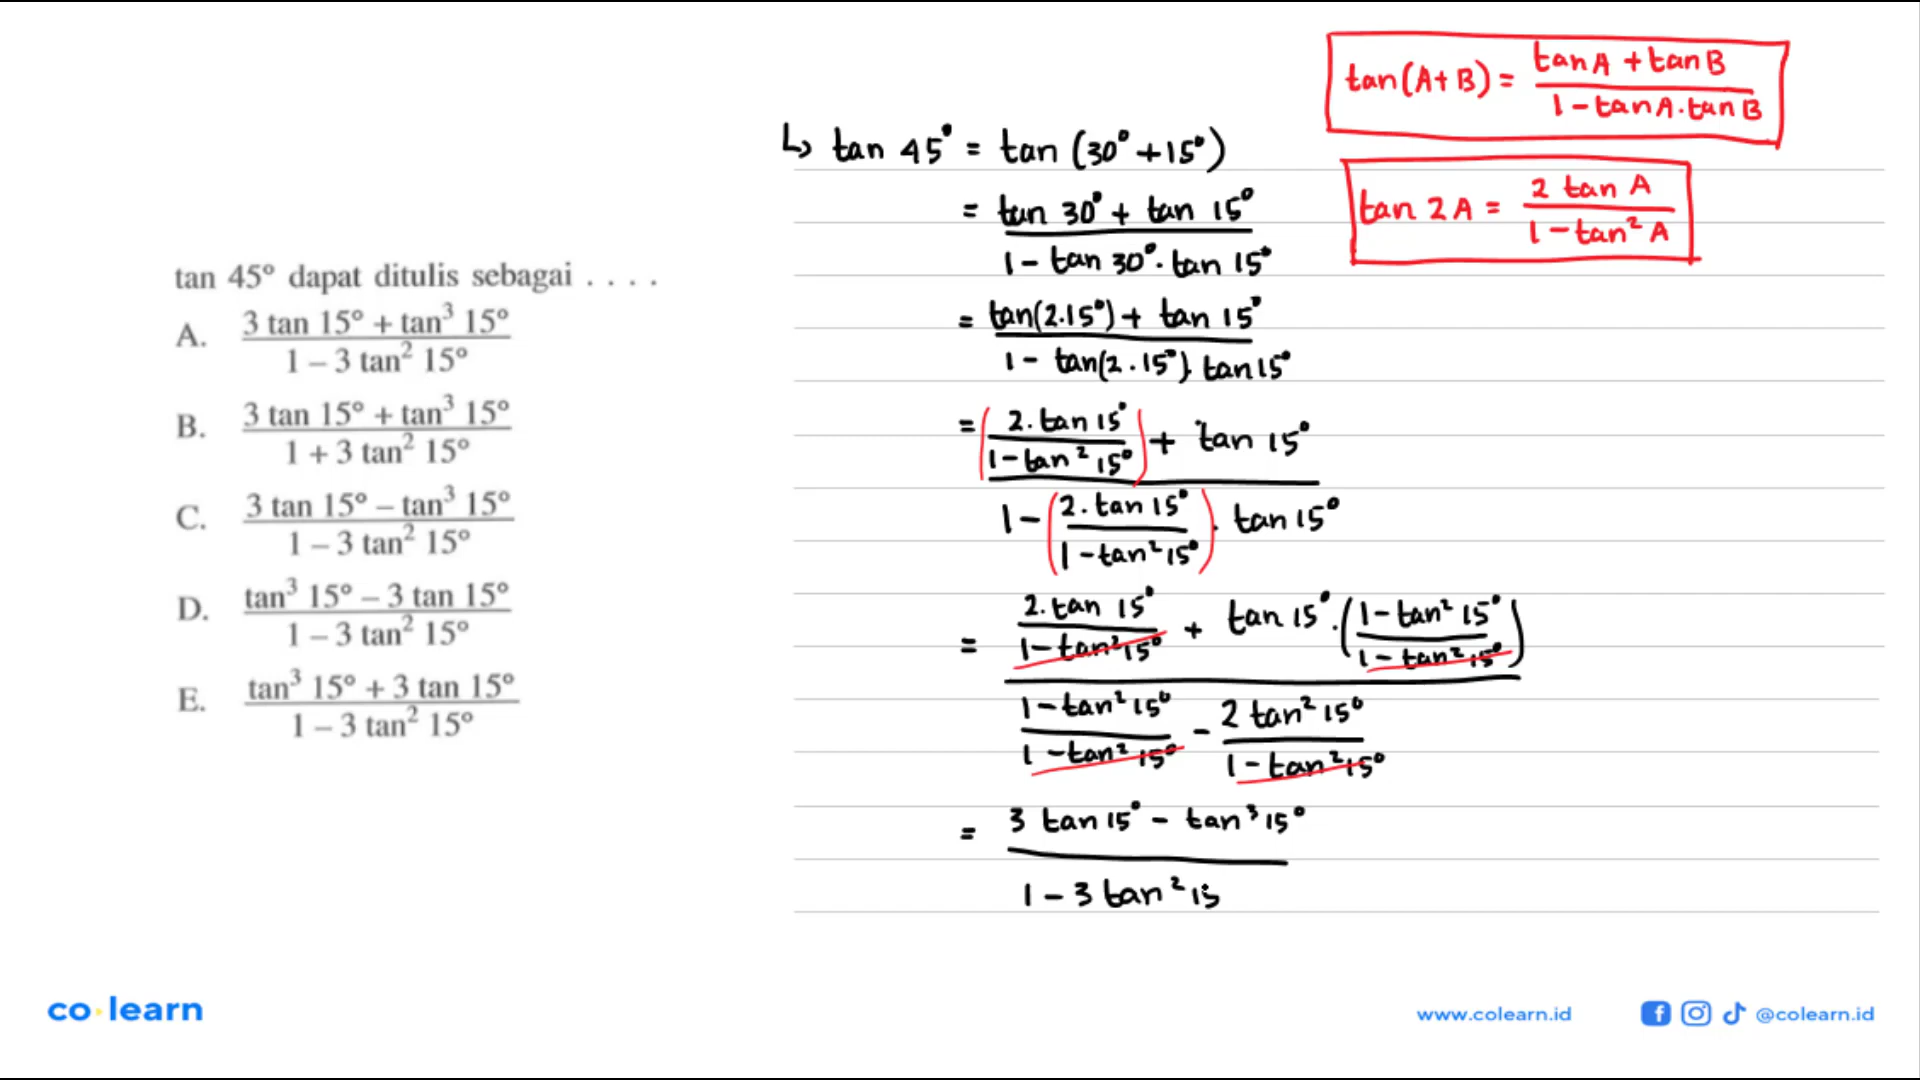 tan 45° dapat ditulis sebagai . . . .
A. (3 tan 15° + tan³ 15°)/(1 – 3 tan² 15°)
B. (3 tan 15° + tan³ 15°)/(1 + 3 tan² 15°)
C. (3 tan 15° – tan³ 15°)/(1 – 3 tan² 15°)
D. (tan³ 15° – 3 tan 15°)/(1 – 3 tan² 15°)
E. (tan³ 15° + 3 tan 15°)/(1 – 3 tan² 15°)
tan(A+B) = (tan A + tan B)/(1 - tan A . tan B)
tan 2A = (2 tan A)/(1 - tan² A)
↳ tan 45° = tan (30° + 15°)
= (tan 30° + tan 15°)/(1 - tan 30° . tan 15°)
= (tan(2.15°) + tan 15°)/(1 - tan(2.15°). tan 15°)
= ((2. tan 15°)/(1 - tan² 15°) + tan 15°)/(1 - ((2. tan 15°)/(1 - tan² 15°)) . tan 15°)
= ((2. tan 15°)/(1 - tan² 15°) + tan 15° . ((1 - tan² 15°)/(1 - tan² 15°)))/((1 - tan² 15°)/(1 - tan² 15°) - (2 tan² 15°)/(1 - tan² 15°))
= (3 tan 15° - tan³ 15°)/(1 - 3 tan² 15)
co learn
www.colearn.id
@colearn.id